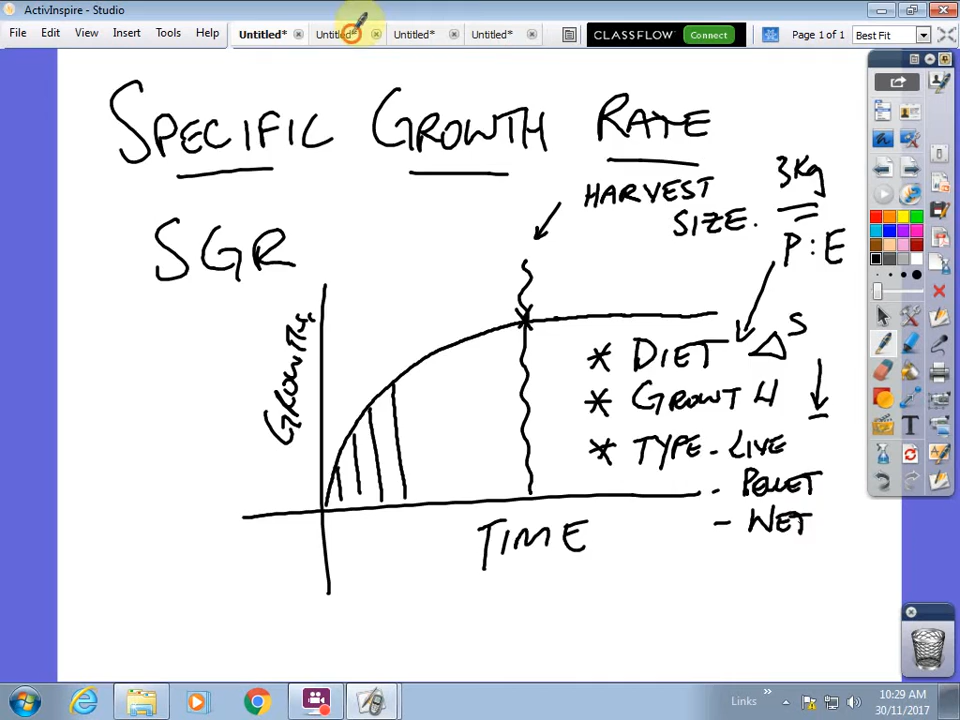 ActivInspire - Studio
File Edit View Insert Tools Help Untitled* Untitled* Untitled* Untitled* CLASSFLOW Connect Page 1 of 1 Best Fit
SPECIFIC GROWTH RATE
HARVEST SIZE.
3Kg
P:E
SGR
GROWTH
* DIET △S
* GROWTH
* TYPE - LIVE
- PELLET
- WET
TIME
Links
10:29 AM
30/11/2017